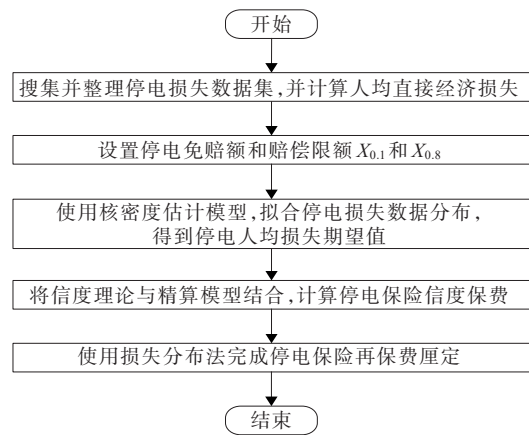 开始
搜集并整理停电损失数据集,并计算人均直接经济损失
设置停电免赔额和赔偿限额 X0.1 和 X0.8
使用核密度估计模型，拟合停电损失数据分布，
得到停电人均损失期望值
将信度理论与精算模型结合,计算停电保险信度保费
使用损失分布法完成停电保险再保费厘定
结束